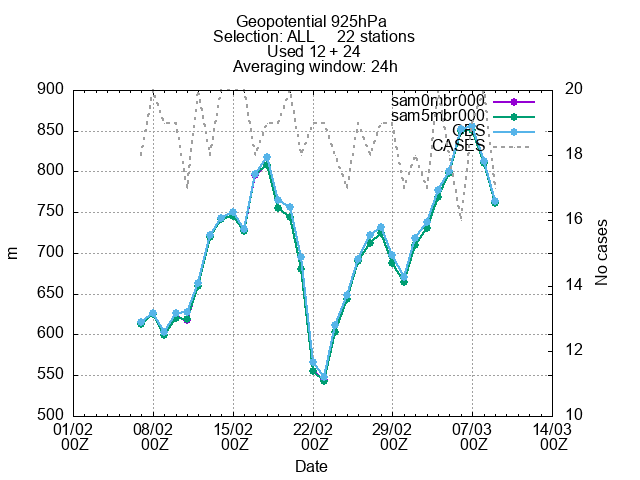 Geopotential 925hPa
Selection: ALL 22 stations
Used 12 + 24
Averaging window: 24h
900
850
800
750
700
650
600
550
500
m
20
18
16
14
12
10
No cases
sam0mbr000
sam5mbr000
OBS
CASES
01/02 08/02 15/02 22/02 29/02 07/03 14/03
00Z 00Z 00Z 00Z 00Z 00Z 00Z
Date